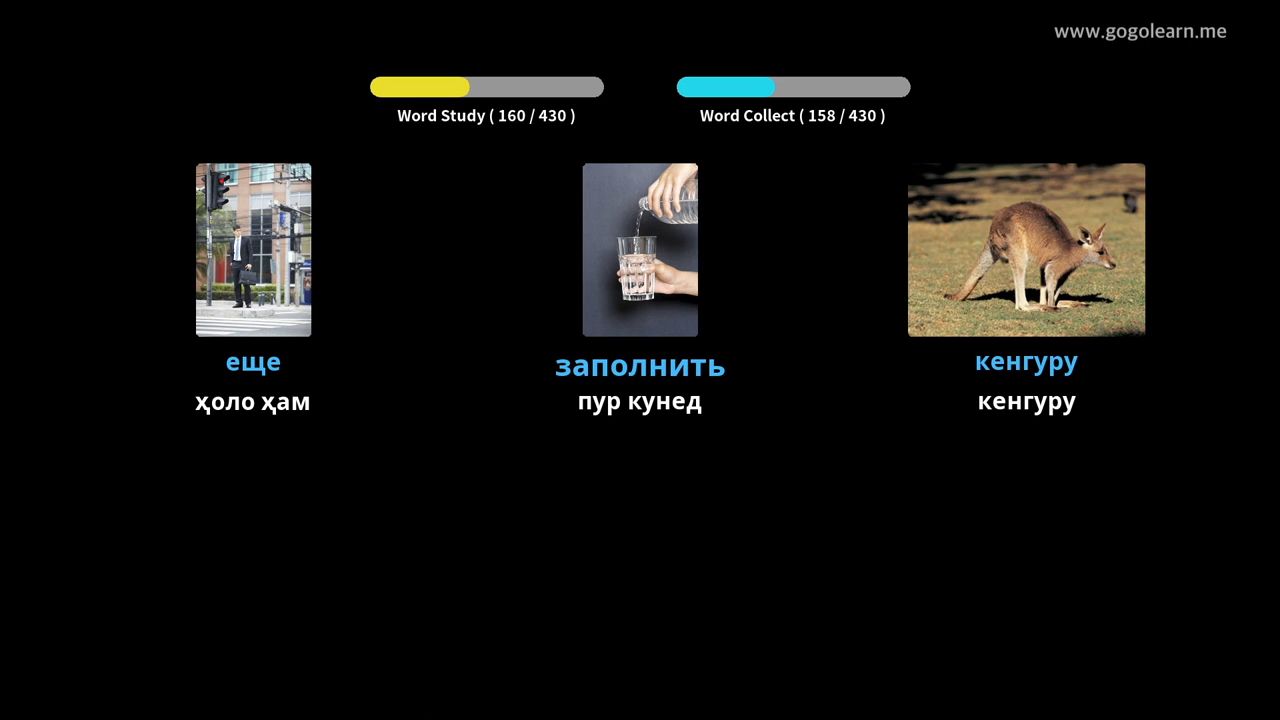 www.gogolearn.me
Word Study ( 160 / 430 )
Word Collect ( 158 / 430 )
еще
заполнить
кенгуру
ҳоло ҳам
пур кунед
кенгуру